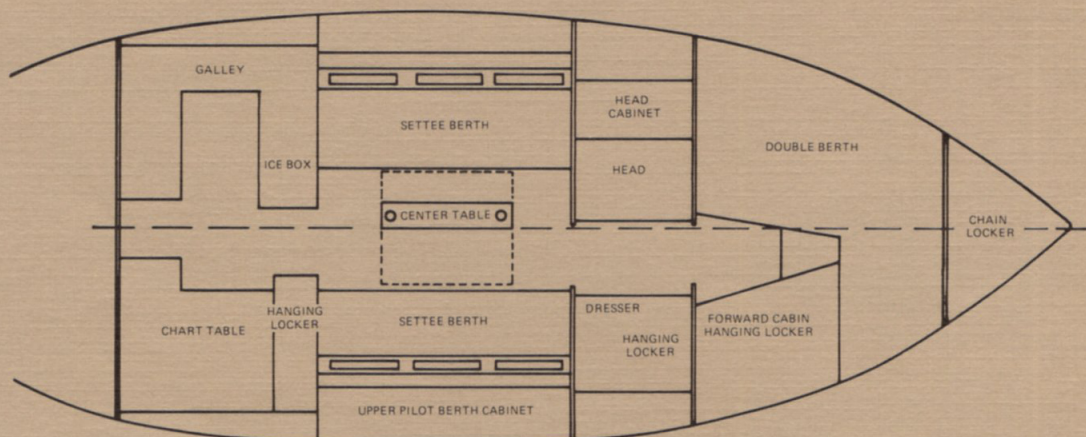 GALLEY
ICE BOX
SETTEE BERTH
CENTER TABLE
HEAD
CABINET
HEAD
DOUBLE BERTH
CHAIN
LOCKER
CHART TABLE
HANGING
LOCKER
SETTEE BERTH
UPPER PILOT BERTH CABINET
DRESSER
HANGING
LOCKER
FORWARD CABIN
HANGING LOCKER